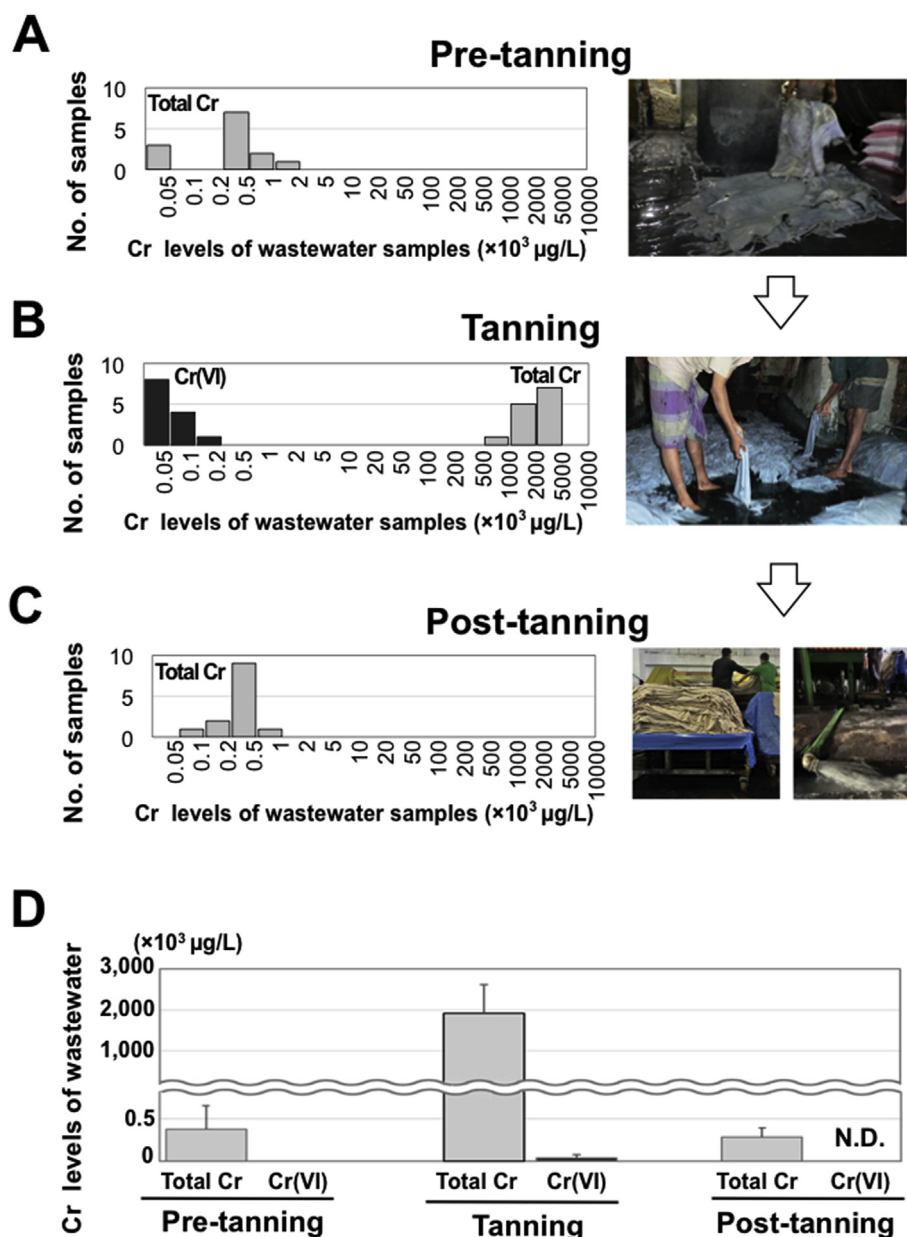 A
Pre-tanning
No. of samples
10
5
0
Total Cr
0.05 0.1 0.2 0.5 1 2 5 10 20 50 100 200 500 1000 2000 5000 10000
Cr levels of wastewater samples (×10³ µg/L)
B
Tanning
No. of samples
10
5
0
Cr(VI)
Total Cr
0.05 0.1 0.2 0.5 1 2 5 10 20 50 100 200 500 1000 2000 5000 10000
Cr levels of wastewater samples (×10³ µg/L)
C
Post-tanning
No. of samples
10
5
0
Total Cr
0.05 0.1 0.2 0.5 1 2 5 10 20 50 100 200 500 1000 2000 5000 10000
Cr levels of wastewater samples (×10³ µg/L)
D
Cr levels of wastewater
(×10³ µg/L)
3,000
2,000
1,000
0.5
0
N.D.
Total Cr Cr(VI) Total Cr Cr(VI) Total Cr Cr(VI)
Pre-tanning Tanning Post-tanning